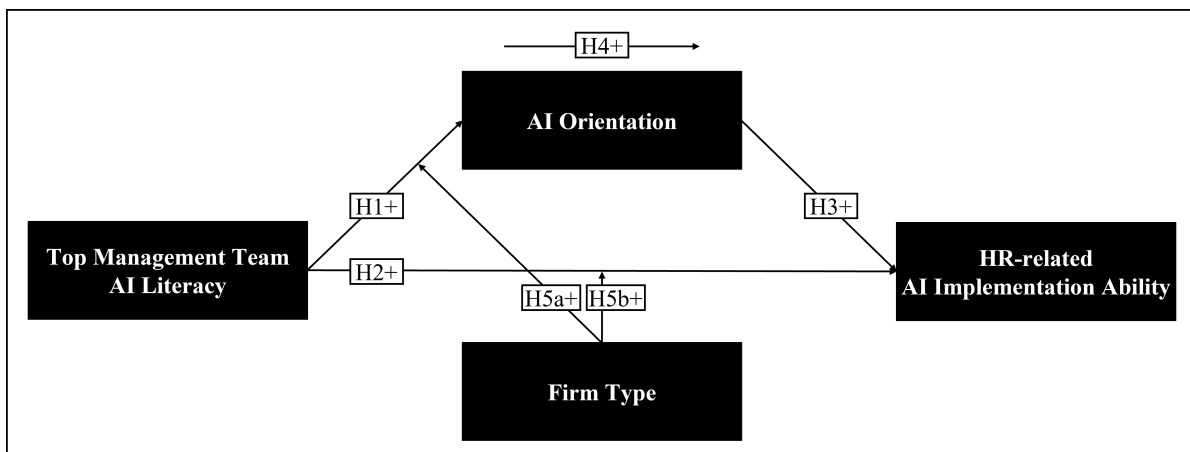 H4+
AI Orientation
H1+
H3+
Top Management Team
AI Literacy
H2+
HR-related
AI Implementation Ability
H5a+
H5b+
Firm Type